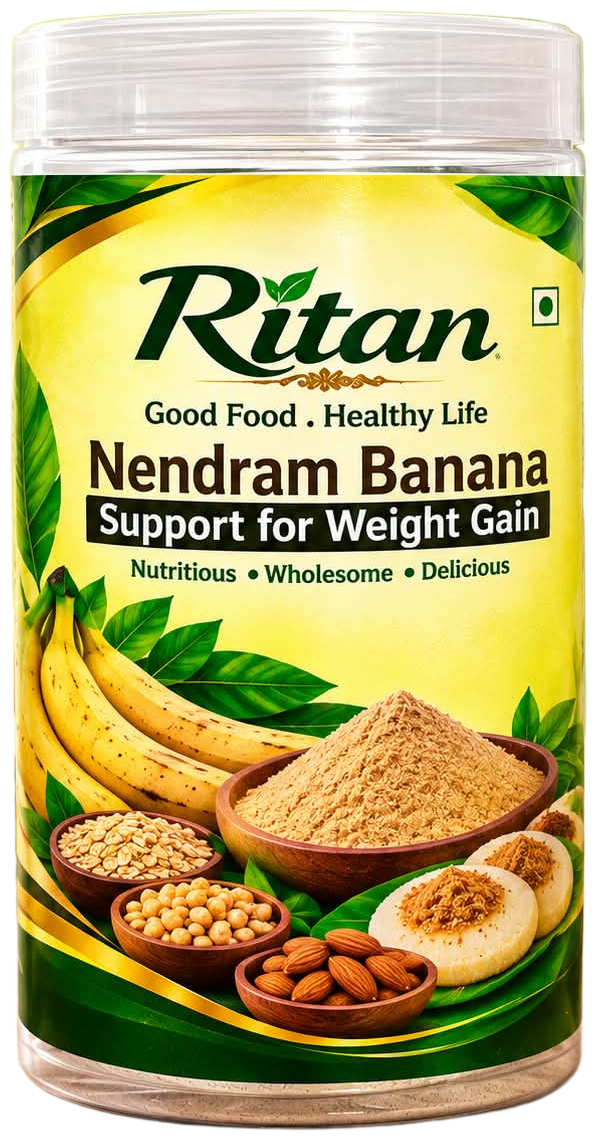 Ritan
Good Food . Healthy Life
Nendram Banana
Support for Weight Gain
Nutritious • Wholesome • Delicious